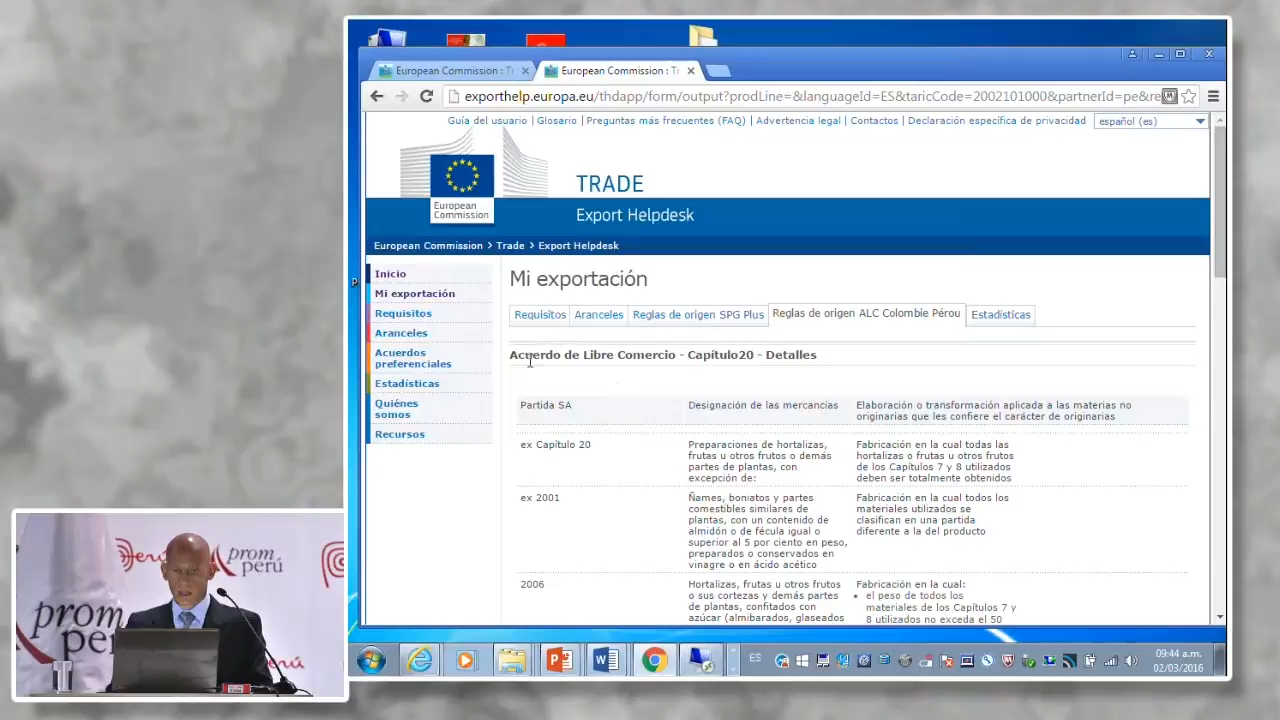 European Commission : Tr
European Commission : Tr
exporthelp.europa.eu/thdapp/form/output?prodLine=&languageId=ES&taricCode=2002101000&partnerId=pe&re
Guía del usuario | Glosario | Preguntas más frecuentes (FAQ) | Advertencia legal | Contactos | Declaración específica de privacidad
español (es)
European
Commission
TRADE
Export Helpdesk
European Commission > Trade > Export Helpdesk
Inicio
Mi exportación
Requisitos
Aranceles
Acuerdos
preferenciales
Estadísticas
Quiénes
somos
Recursos
Mi exportación
Requisitos
Aranceles
Reglas de origen SPG Plus
Reglas de origen ALC Colombie Pérou
Estadísticas
Acuerdo de Libre Comercio - Capítulo20 - Detalles
Partida SA
Designación de las mercancías
Elaboración o transformación aplicada a las materias no
originarias que les confiere el carácter de originarias
ex Capítulo 20
Preparaciones de hortalizas,
frutas u otros frutos o demás
partes de plantas, con
excepción de:
Fabricación en la cual todas las
hortalizas o frutas u otros frutos
de los Capítulos 7 y 8 utilizados
deben ser totalmente obtenidos
ex 2001
Ñames, boniatos y partes
comestibles similares de
plantas, con un contenido de
almidón o de fécula igual o
superior al 5 por ciento en peso,
preparados o conservados en
vinagre o en ácido acético
Fabricación en la cual todos los
materiales utilizados se
clasifican en una partida
diferente a la del producto
2006
Hortalizas, frutas u otros frutos
o sus cortezas y demás partes
de plantas, confitados con
azúcar (almibarados, glaseados
Fabricación en la cual:
• el peso de todos los
materiales de los Capítulos 7 y
8 utilizados no exceda el 50
ES
09:44 a.m.
02/03/2016
Perú
prom
perú
prom
perú